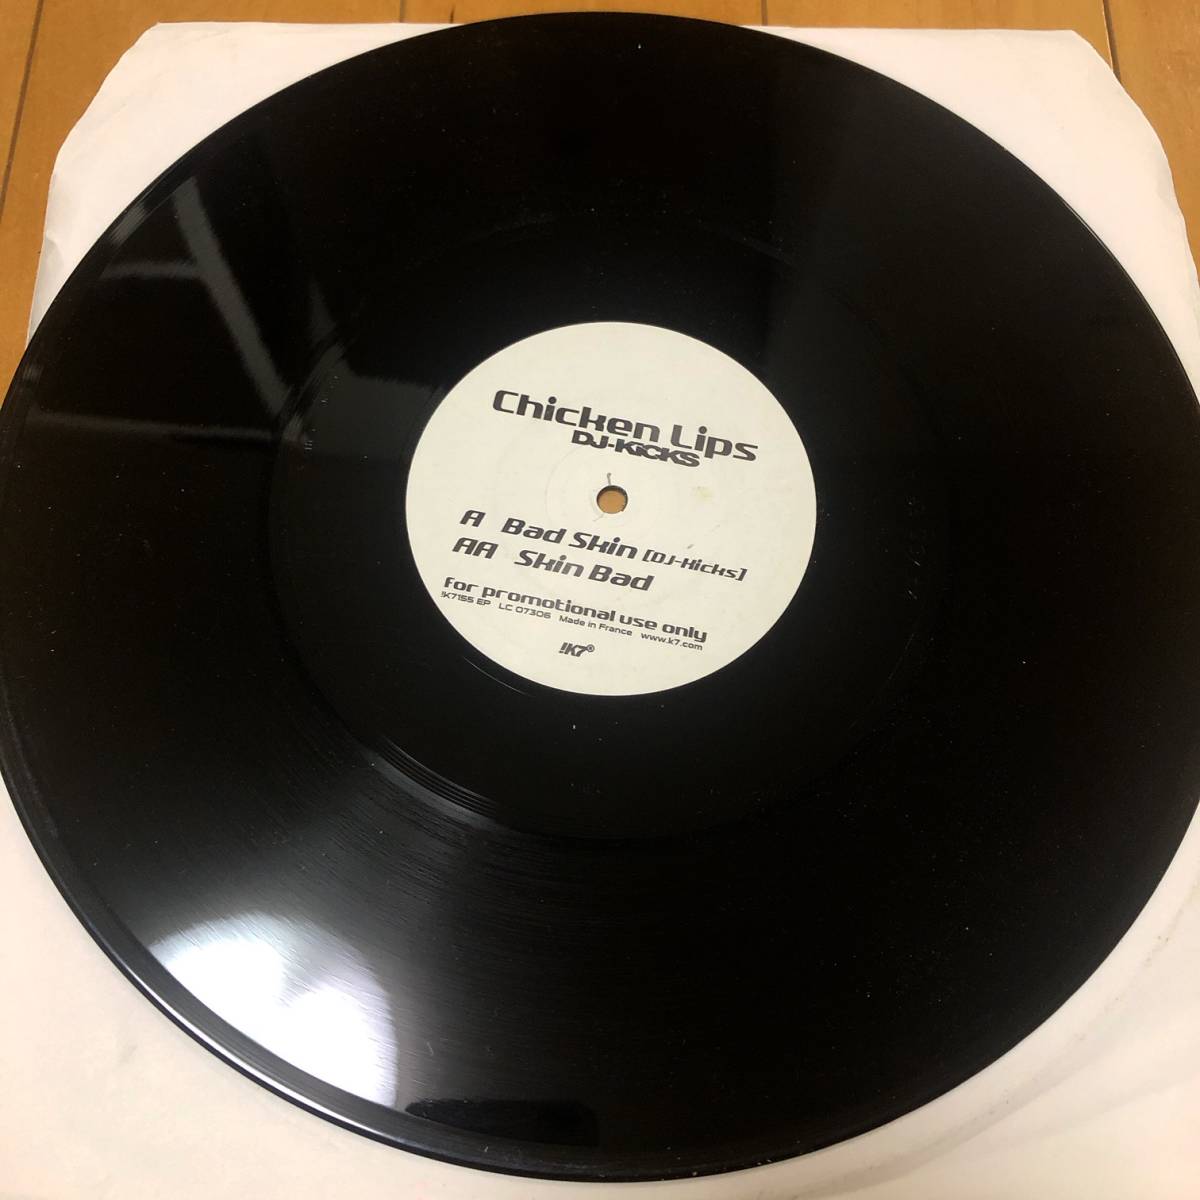 Chicken Lips
DJ-KiCKS
A Bad Skin [DJ-Kicks]
AA Skin Bad
for promotional use only
!K7155 EP LC 07306 Made in France www.k7.com
!K7®